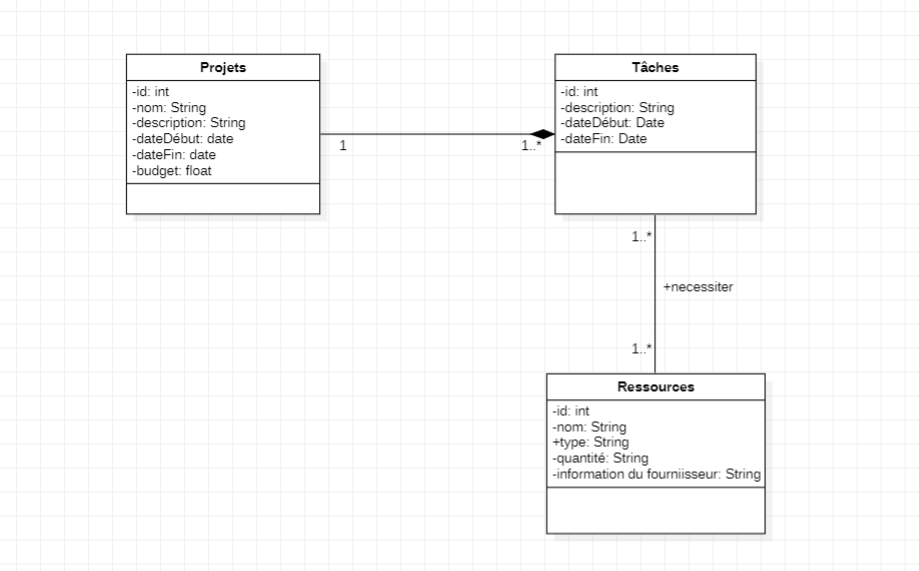 Projets
-id: int
-nom: String
-description: String
-dateDébut: date
-dateFin: date
-budget: float
1
1..*
Tâches
-id: int
-description: String
-dateDébut: Date
-dateFin: Date
1..*
+necessiter
1..*
Ressources
-id: int
-nom: String
+type: String
-quantité: String
-information du fourniisseur: String